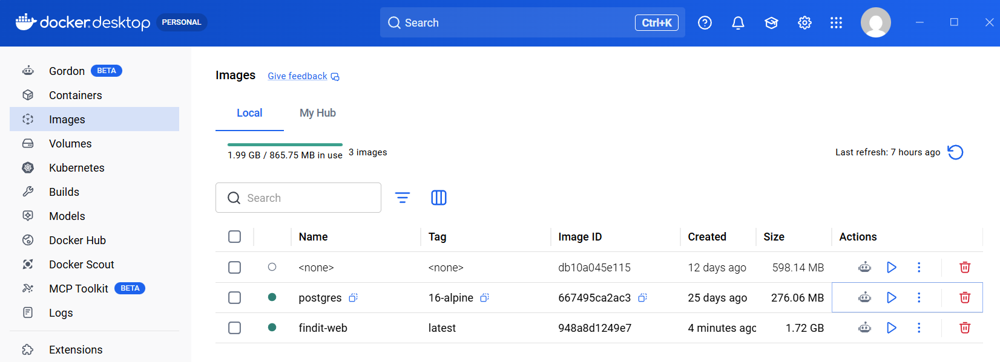 docker.desktop PERSONAL Search Ctrl+K
Gordon BETA
Containers
Images
Volumes
Kubernetes
Builds
Models
Docker Hub
Docker Scout
MCP Toolkit BETA
Logs
Extensions
Images Give feedback
Local My Hub
1.99 GB / 865.75 MB in use 3 images Last refresh: 7 hours ago
Search
Name Tag Image ID Created Size Actions
<none> <none> db10a045e115 12 days ago 598.14 MB
postgres 16-alpine 667495ca2ac3 25 days ago 276.06 MB
findit-web latest 948a8d1249e7 4 minutes agc 1.72 GB